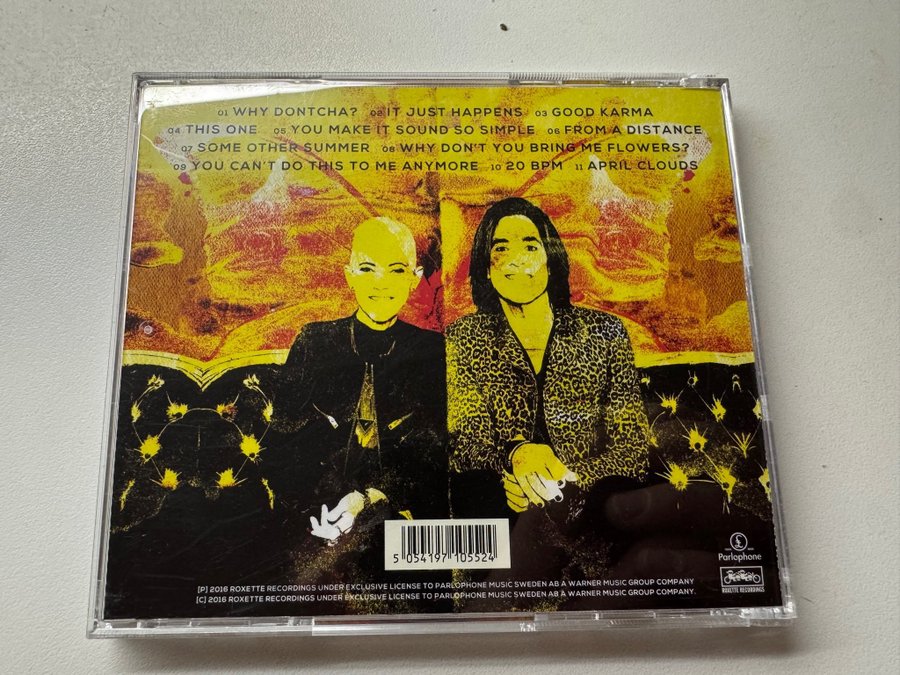 01 WHY DONTCHA? 02 IT JUST HAPPENS 03 GOOD KARMA
04 THIS ONE 05 YOU MAKE IT SOUND SO SIMPLE 06 FROM A DISTANCE
07 SOME OTHER SUMMER 08 WHY DON'T YOU BRING ME FLOWERS?
09 YOU CAN'T DO THIS TO ME ANYMORE 10 20 BPM 11 APRIL CLOUDS
5 054197 105524
£
Parlophone
ROXETTE RECORDINGS
[P] 2016 ROXETTE RECORDINGS UNDER EXCLUSIVE LICENSE TO PARLOPHONE MUSIC SWEDEN AB A WARNER MUSIC GROUP COMPANY
[C] 2016 ROXETTE RECORDINGS UNDER EXCLUSIVE LICENSE TO PARLOPHONE MUSIC SWEDEN AB A WARNER MUSIC GROUP COMPANY.